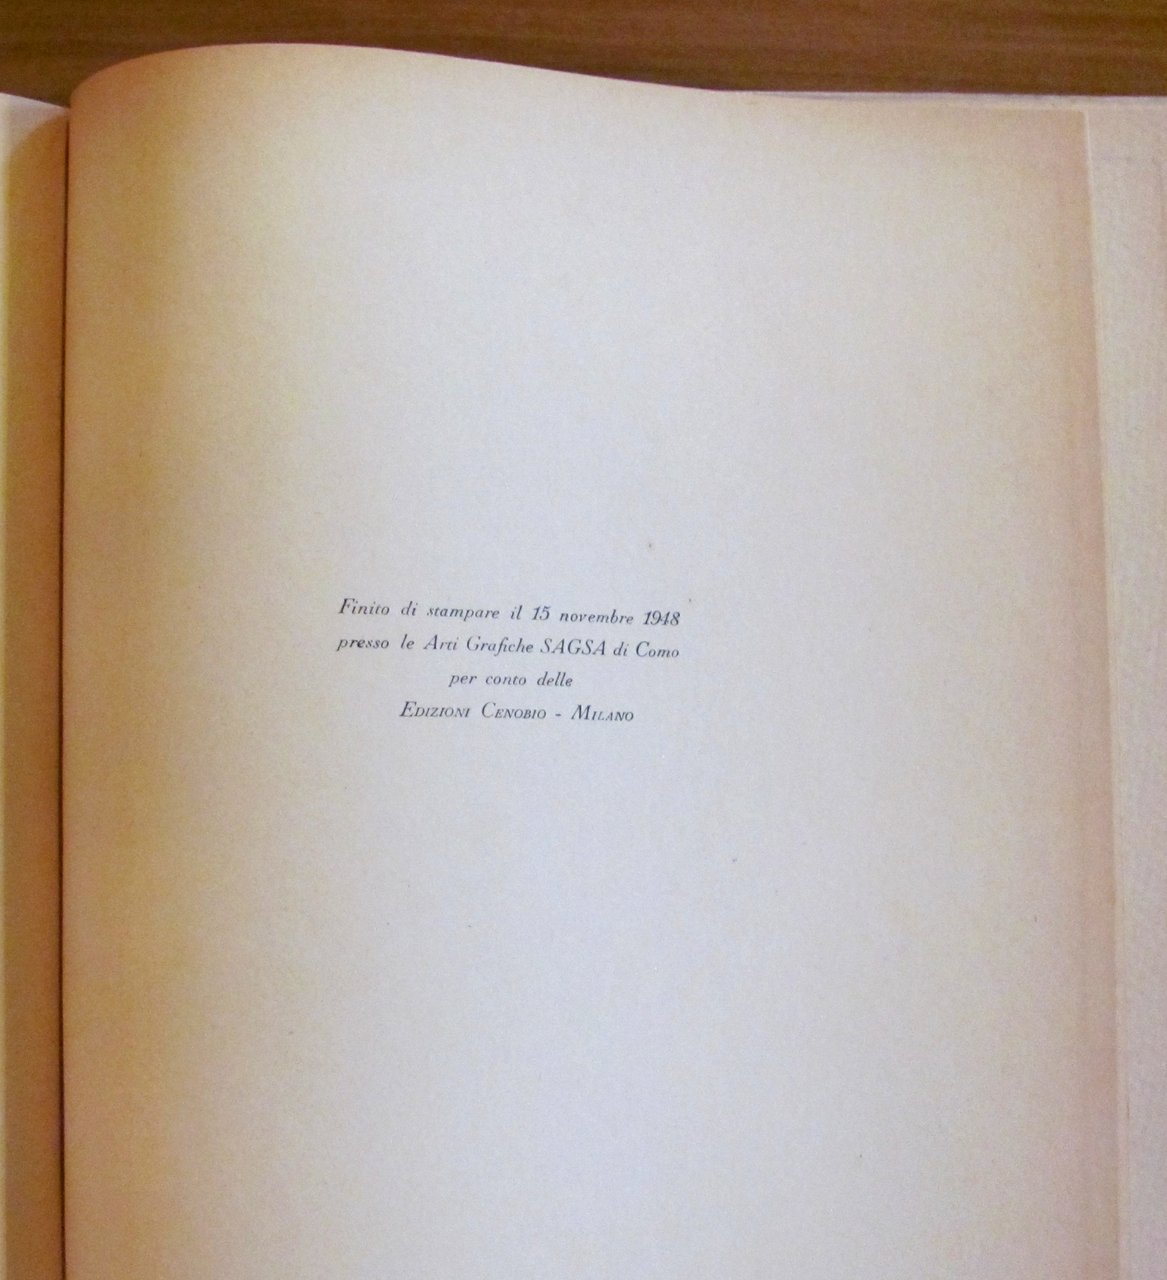 Finito di stampare il 15 novembre 1948
presso le Arti Grafiche SAGSA di Como
per conto delle
EDIZIONI CENOBIO - MILANO